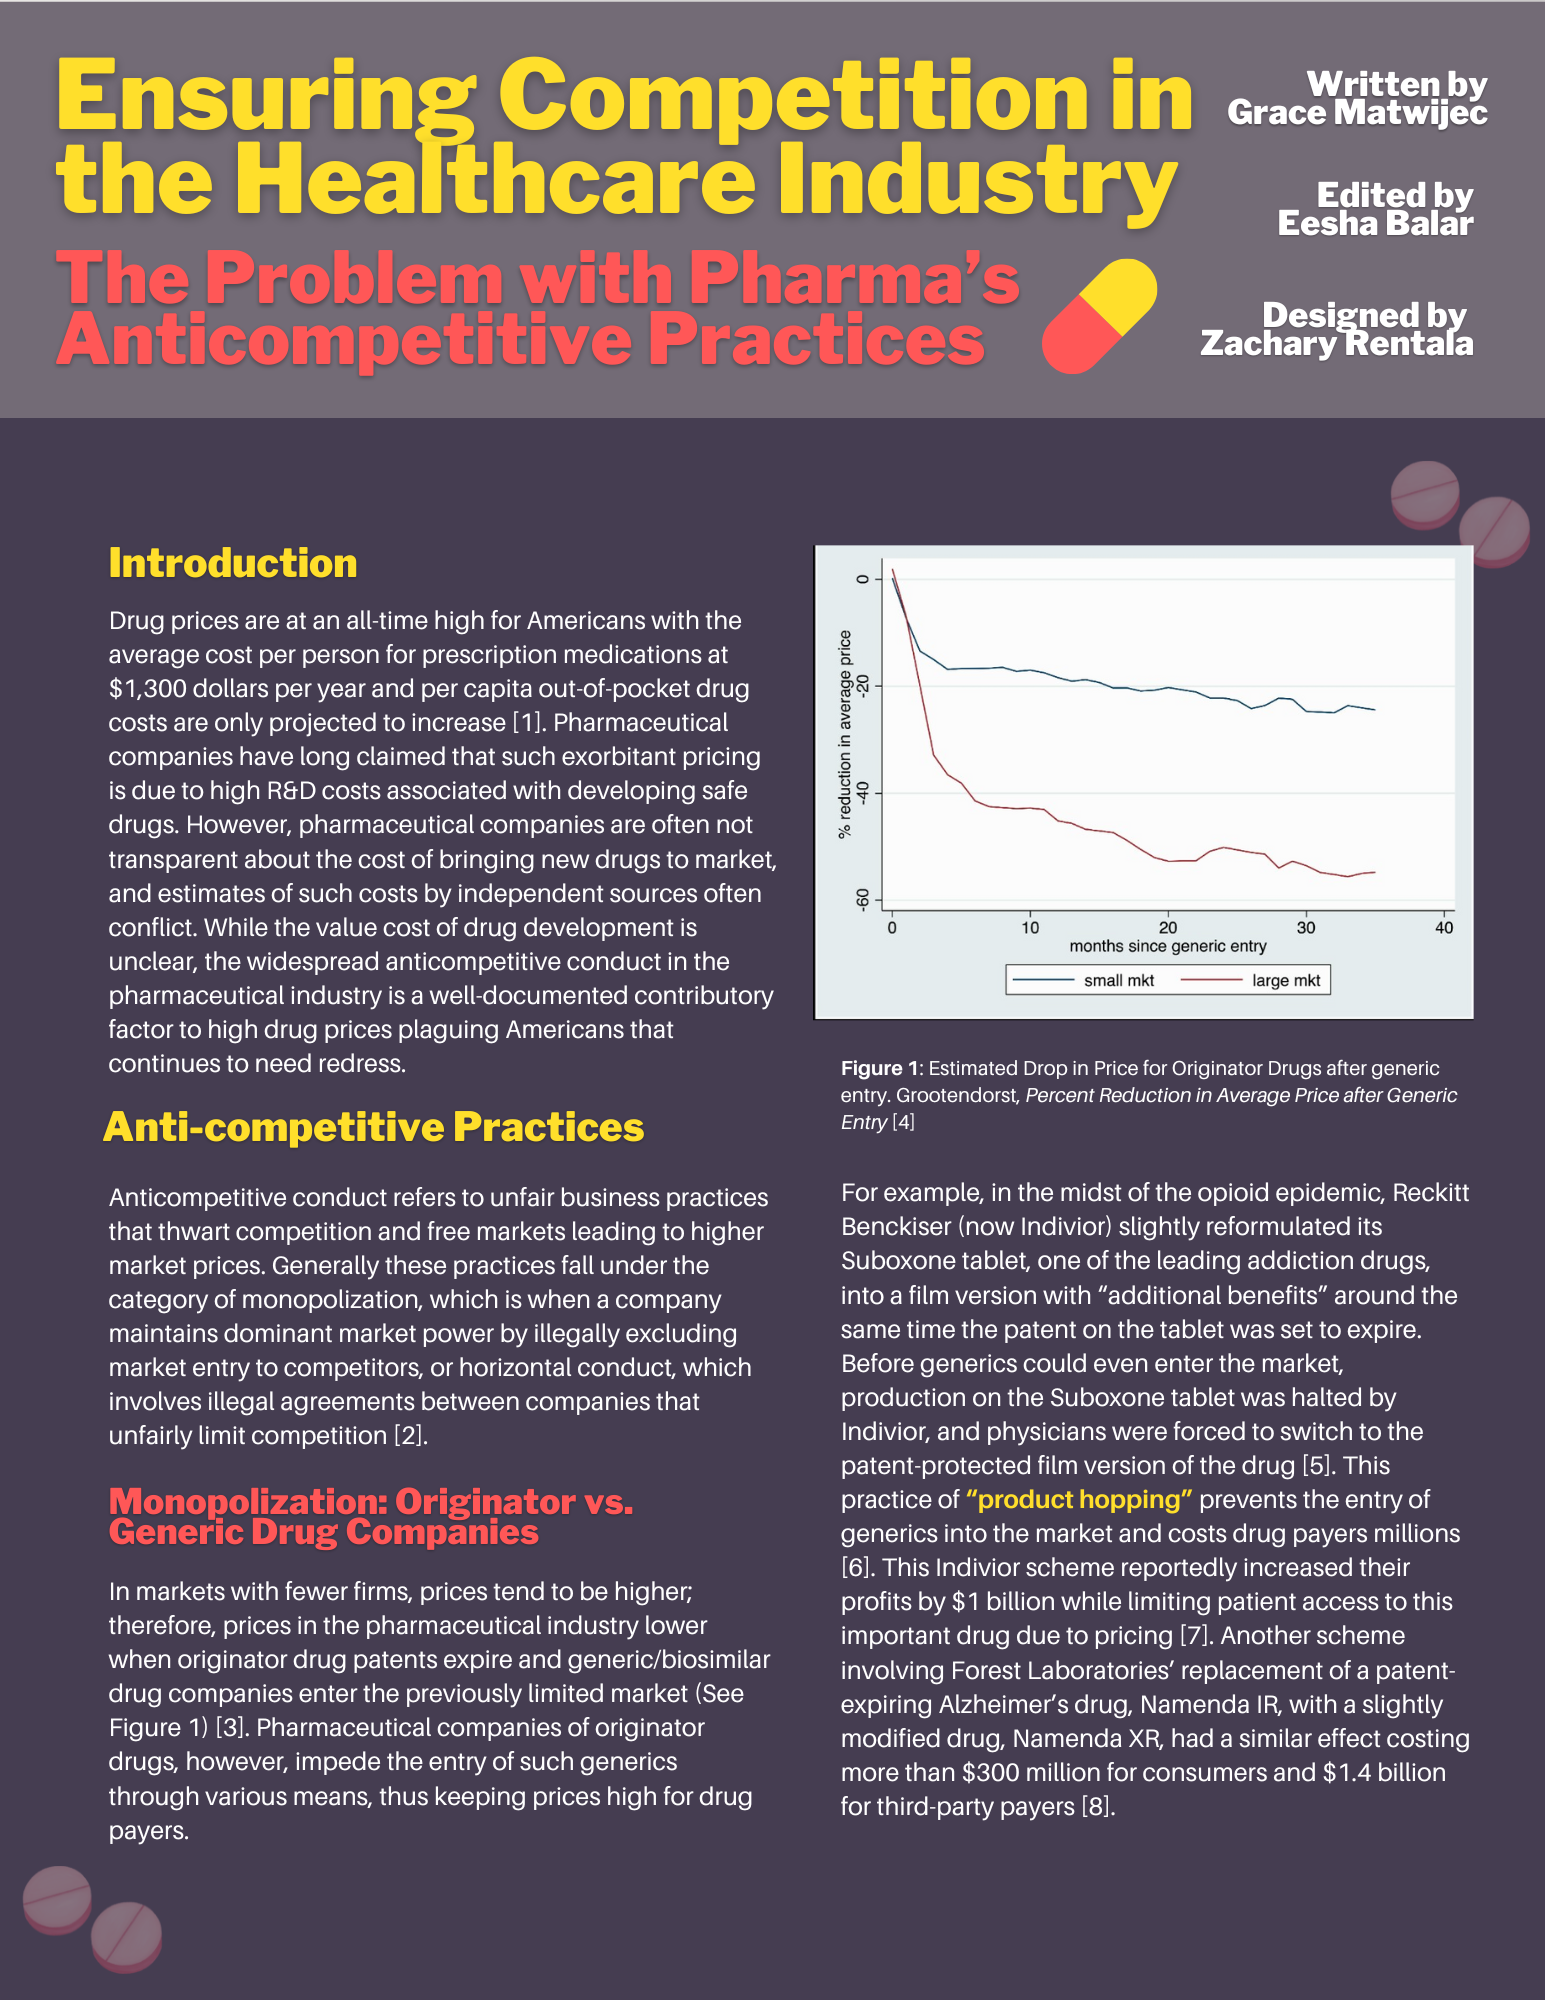 Ensuring Competition in
the Healthcare Industry
The Problem with Pharma's
Anticompetitive Practices
Written by
Grace Matwijec
Edited by
Eesha Balar
Designed by
Zachary Rentala
Introduction
Drug prices are at an all-time high for Americans with the
average cost per person for prescription medications at
$1,300 dollars per year and per capita out-of-pocket drug
costs are only projected to increase [1]. Pharmaceutical
companies have long claimed that such exorbitant pricing
is due to high R&D costs associated with developing safe
drugs. However, pharmaceutical companies are often not
transparent about the cost of bringing new drugs to market,
and estimates of such costs by independent sources often
conflict. While the value cost of drug development is
unclear, the widespread anticompetitive conduct in the
pharmaceutical industry is a well-documented contributory
factor to high drug prices plaguing Americans that
continues to need redress.
Anti-competitive Practices
Anticompetitive conduct refers to unfair business practices
that thwart competition and free markets leading to higher
market prices. Generally these practices fall under the
category of monopolization, which is when a company
maintains dominant market power by illegally excluding
market entry to competitors, or horizontal conduct, which
involves illegal agreements between companies that
unfairly limit competition [2].
Monopolization: Originator vs.
Generic Drug Companies
In markets with fewer firms, prices tend to be higher;
therefore, prices in the pharmaceutical industry lower
when originator drug patents expire and generic/biosimilar
drug companies enter the previously limited market (See
Figure 1) [3]. Pharmaceutical companies of originator
drugs, however, impede the entry of such generics
through various means, thus keeping prices high for drug
payers.
% reduction in average price
0
-20
-40
-60
0 10 20 30 40
months since generic entry
small mkt large mkt
Figure 1: Estimated Drop in Price for Originator Drugs after generic
entry. Grootendorst, Percent Reduction in Average Price after Generic
Entry [4]
For example, in the midst of the opioid epidemic, Reckitt
Benckiser (now Indivior) slightly reformulated its
Suboxone tablet, one of the leading addiction drugs,
into a film version with “additional benefits” around the
same time the patent on the tablet was set to expire.
Before generics could even enter the market,
production on the Suboxone tablet was halted by
Indivior, and physicians were forced to switch to the
patent-protected film version of the drug [5]. This
practice of “product hopping” prevents the entry of
generics into the market and costs drug payers millions
[6]. This Indivior scheme reportedly increased their
profits by $1 billion while limiting patient access to this
important drug due to pricing [7]. Another scheme
involving Forest Laboratories’ replacement of a patent-
expiring Alzheimer’s drug, Namenda IR, with a slightly
modified drug, Namenda XR, had a similar effect costing
more than $300 million for consumers and $1.4 billion
for third-party payers [8].